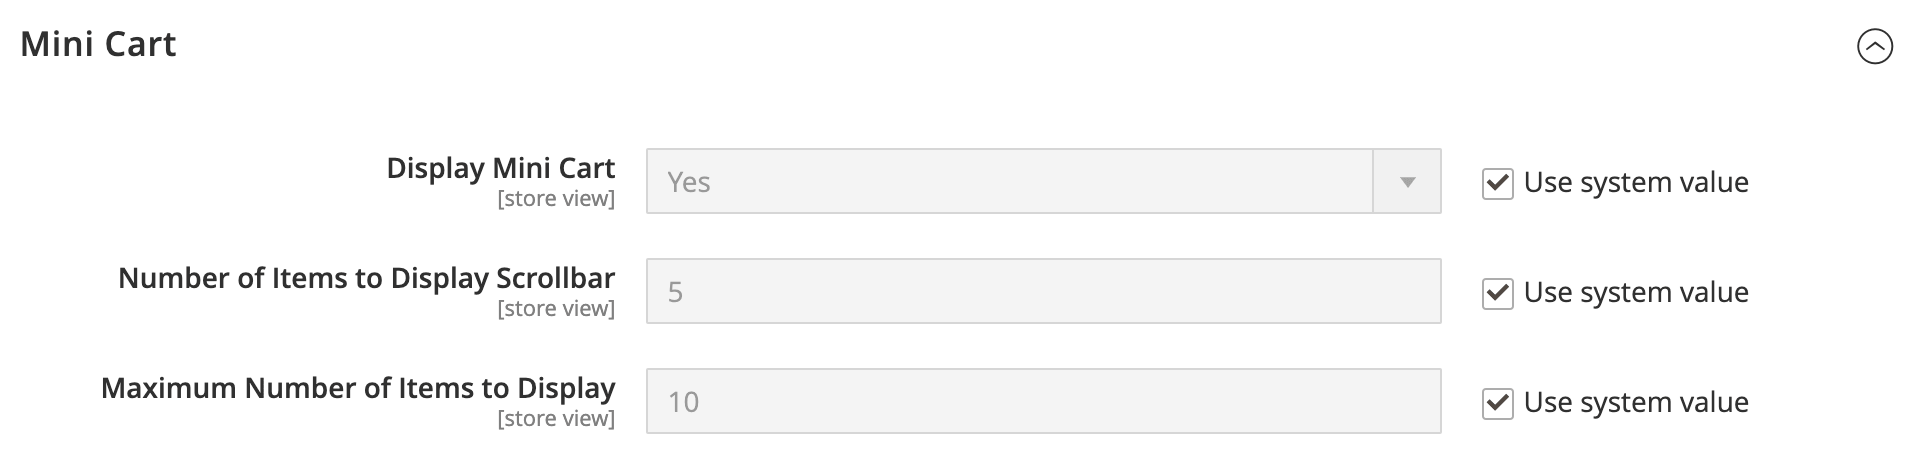 Mini Cart
Display Mini Cart
[store view]
Yes
Use system value
Number of Items to Display Scrollbar
[store view]
5
Use system value
Maximum Number of Items to Display
[store view]
10
Use system value